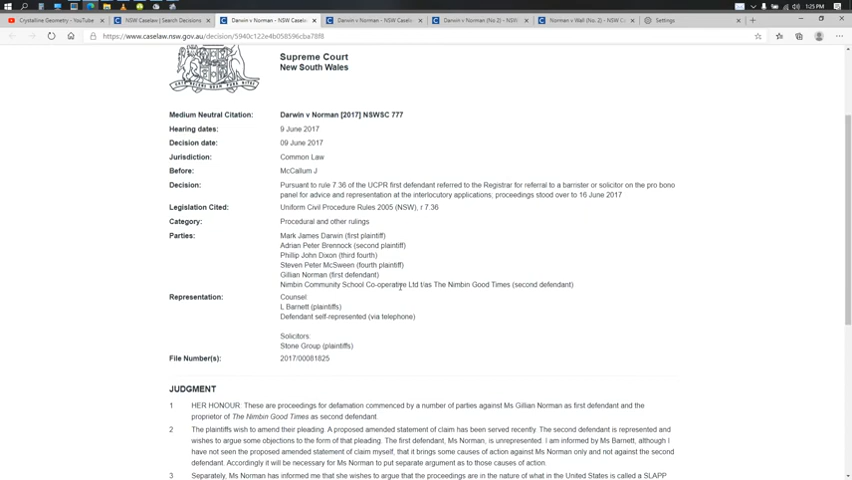 Crystalline Geometry - YouTube
NSW Caselaw | Search Decisions
Darwin v Norman - NSW Caselaw
Darwin v Norman - NSW Caselaw
Darwin v Norman (No 2) - NSW
Norman v Wall (No. 2) - NSW C
Settings
1:25 PM
https://www.caselaw.nsw.gov.au/decision/5940c122e4b058596cba78f8
Supreme Court
New South Wales
Medium Neutral Citation: Darwin v Norman [2017] NSWSC 777
Hearing dates: 9 June 2017
Decision date: 09 June 2017
Jurisdiction: Common Law
Before: McCallum J
Decision: Pursuant to rule 7.36 of the UCPR first defendant referred to the Registrar for referral to a barrister or solicitor on the pro bono
panel for advice and representation at the interlocutory applications; proceedings stood over to 16 June 2017
Legislation Cited: Uniform Civil Procedure Rules 2005 (NSW), r 7.36
Category: Procedural and other rulings
Parties: Mark James Darwin (first plaintiff)
Adrian Peter Brennock (second plaintiff)
Phillip John Dixon (third fourth)
Steven Peter McSween (fourth plaintiff)
Gillian Norman (first defendant)
Nimbin Community School Co-operative Ltd t/as The Nimbin Good Times (second defendant)
Representation: Counsel:
L Barnett (plaintiffs)
Defendant self-represented (via telephone)
Solicitors:
Stone Group (plaintiffs)
File Number(s): 2017/00081825
JUDGMENT
1 HER HONOUR: These are proceedings for defamation commenced by a number of parties against Ms Gillian Norman as first defendant and the
proprietor of The Nimbin Good Times as second defendant.
2 The plaintiffs wish to amend their pleading. A proposed amended statement of claim has been served recently. The second defendant is represented and
wishes to argue some objections to the form of that pleading. The first defendant, Ms Norman, is unrepresented. I am informed by Ms Barnett, although I
have not seen the proposed amended statement of claim myself, that it brings some causes of action against Ms Norman only and not against the second
defendant. Accordingly it will be necessary for Ms Norman to put separate argument as to those causes of action.
3 Separately, Ms Norman has informed me that she wishes to argue that the proceedings are in the nature of what in the United States is called a SLAPP